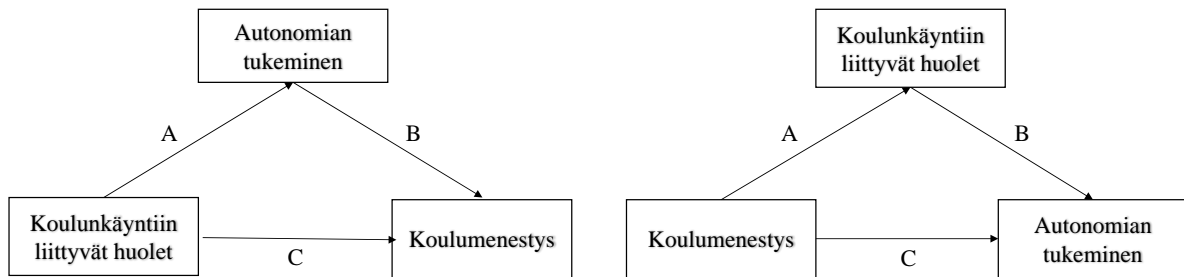 Autonomian
tukeminen
A
B
Koulunkäyntiin
liittyvät huolet
C
Koulumenestys
Koulunkäyntiin
liittyvät huolet
A
B
Koulumenestys
C
Autonomian
tukeminen